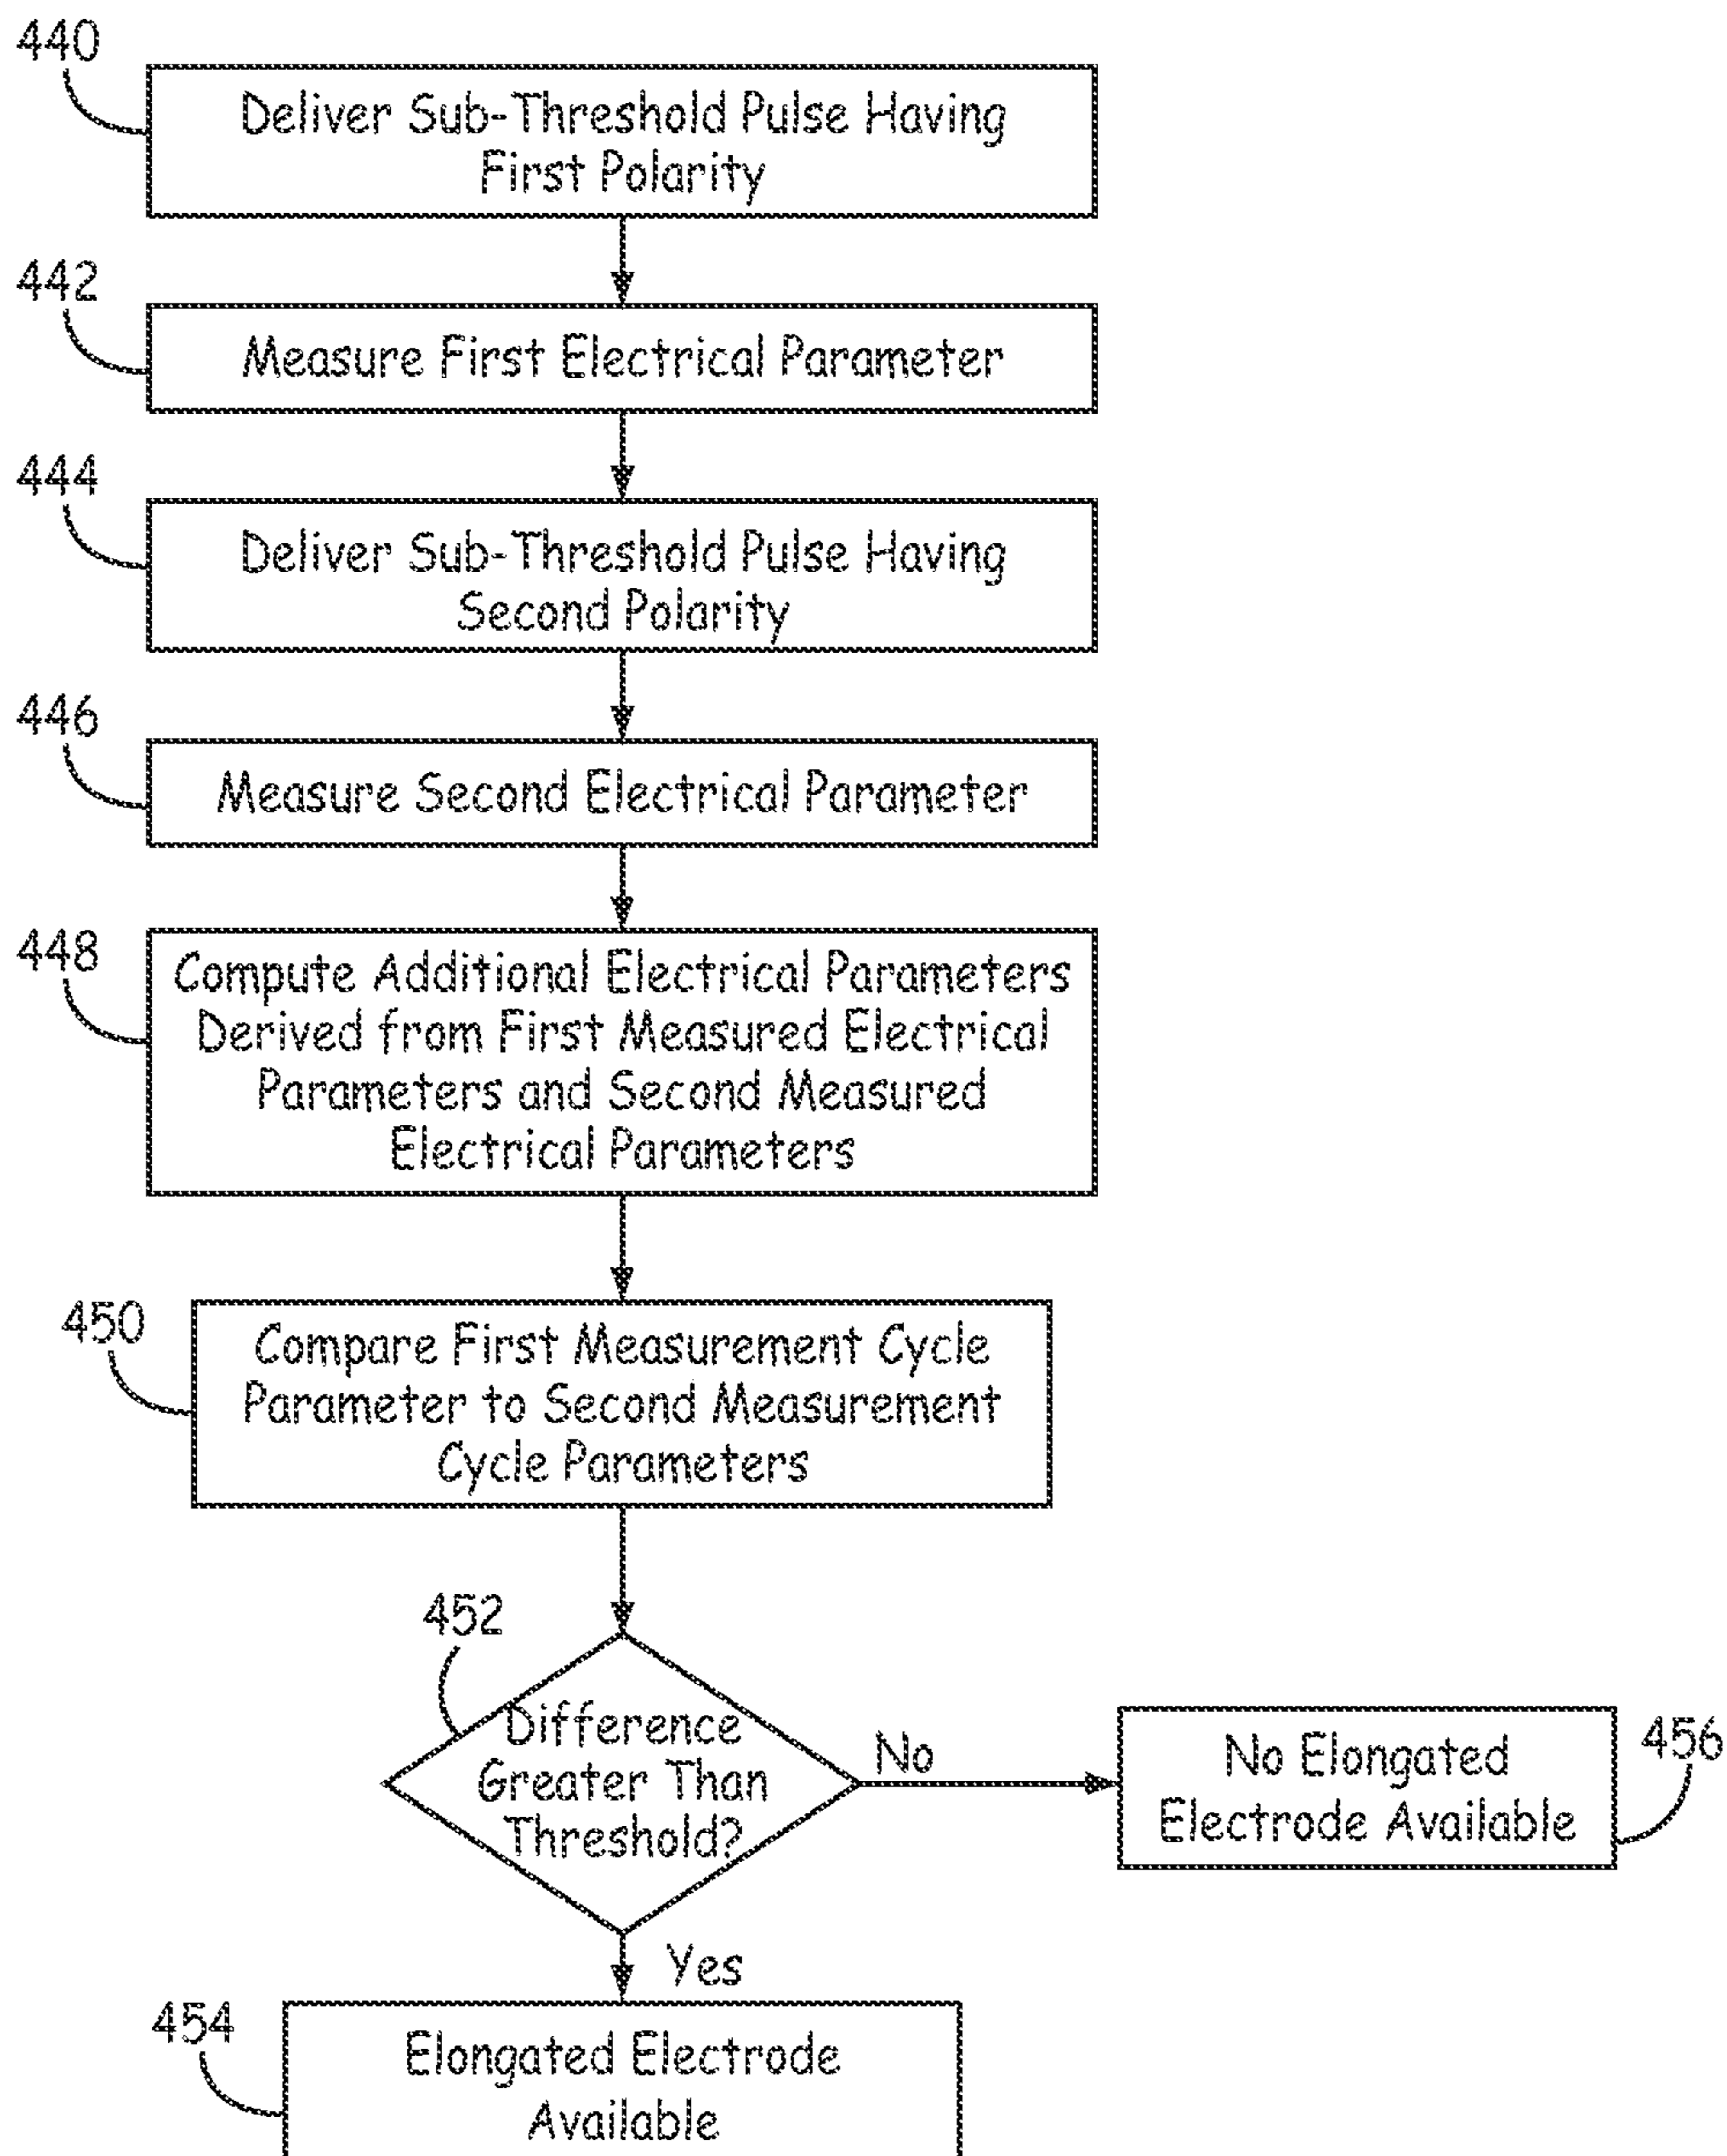 440
Deliver Sub-Threshold Pulse Having
First Polarity
442
Measure First Electrical Parameter
444
Deliver Sub-Threshold Pulse Having
Second Polarity
446
Measure Second Electrical Parameter
448
Compute Additional Electrical Parameters
Derived from First Measured Electrical
Parameters and Second Measured
Electrical Parameters
450
Compare First Measurement Cycle
Parameter to Second Measurement
Cycle Parameters
452
Difference
Greater Than
Threshold?
No
No Elongated
Electrode Available
456
Yes
454
Elongated Electrode
Available